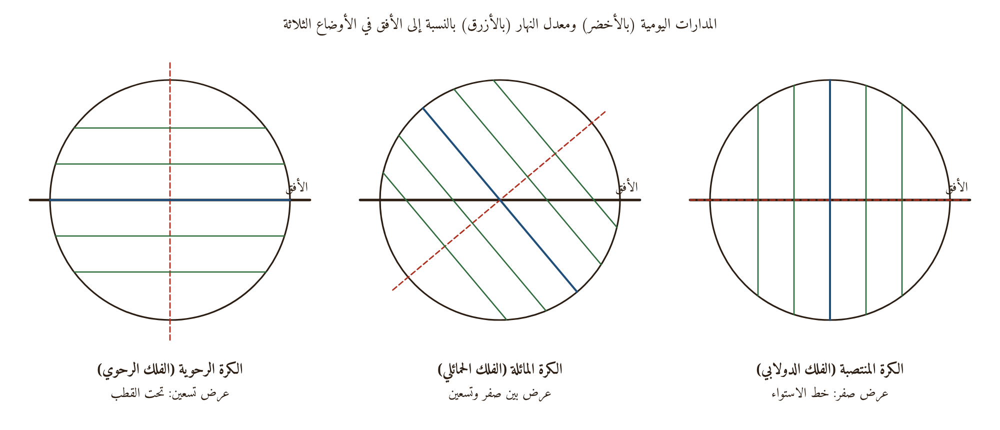 المدارات اليومية (بالأخضر) ومعدل النهار (بالأزرق) بالنسبة إلى الأفق في الأوضاع الثلاثة
الأفق
الأفق
الأفق
الكرة المنتصبة (الفلك الدولابي)
عرض صفر: خط الاستواء
الكرة المائلة (الفلك الحمائلي)
عرض بين صفر وتسعين
الكرة الرحوية (الفلك الرحوي)
عرض تسعين: تحت القطب